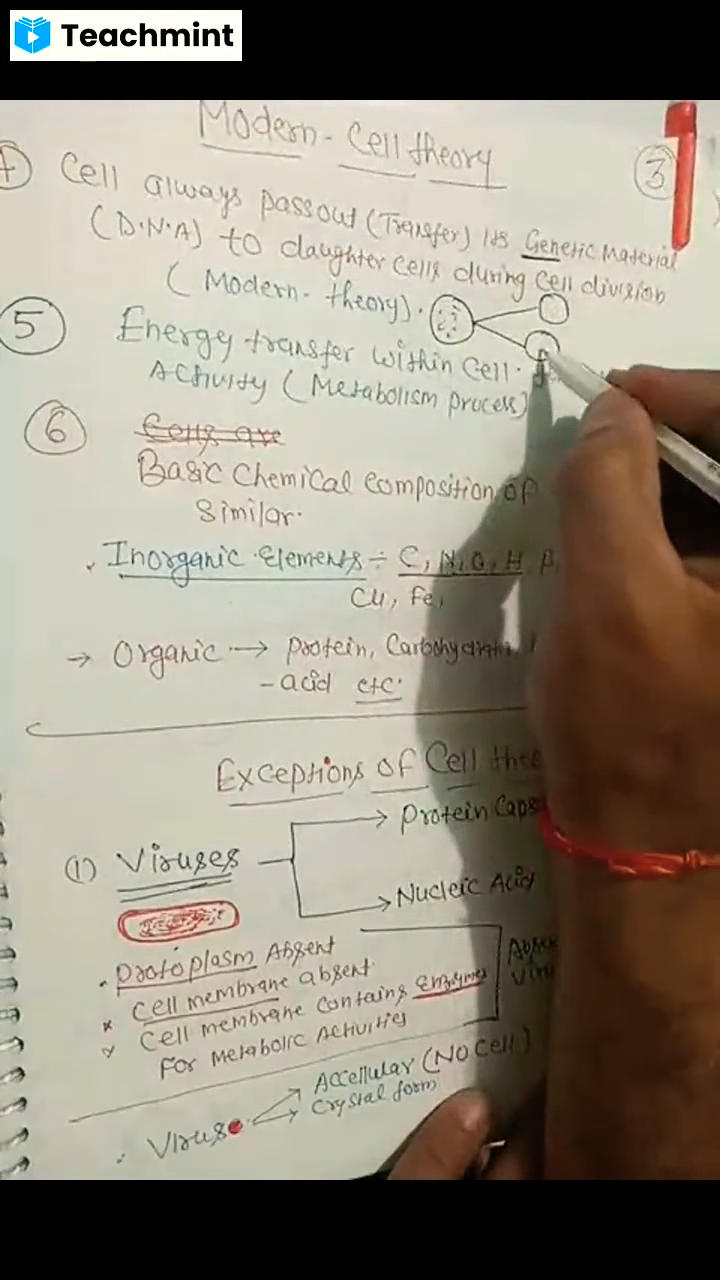 Teachmint
Modern - Cell theory
3
Cell always passout (Transfer) its Genetic Material
(D.N.A) to daughter cells during cell division
(Modern - theory).
5 Energy transfer within cell.
Activity (Metabolism process)
6 Cells are
Basic Chemical Composition of
Similar.
Inorganic Elements ÷ C, N, O, H
Cu, Fe,
→ Organic → Protein, Carbohydrates,
- acid etc.
Exceptions of Cell
(1) Viruses → Protein
→ Nucleic Acid
• Protoplasm Absent
× Cell membrane absent
Cell membrane contains enzymes
For Metabolic Activities
• Virus → Accellular (No Cell)
→ Crystal form